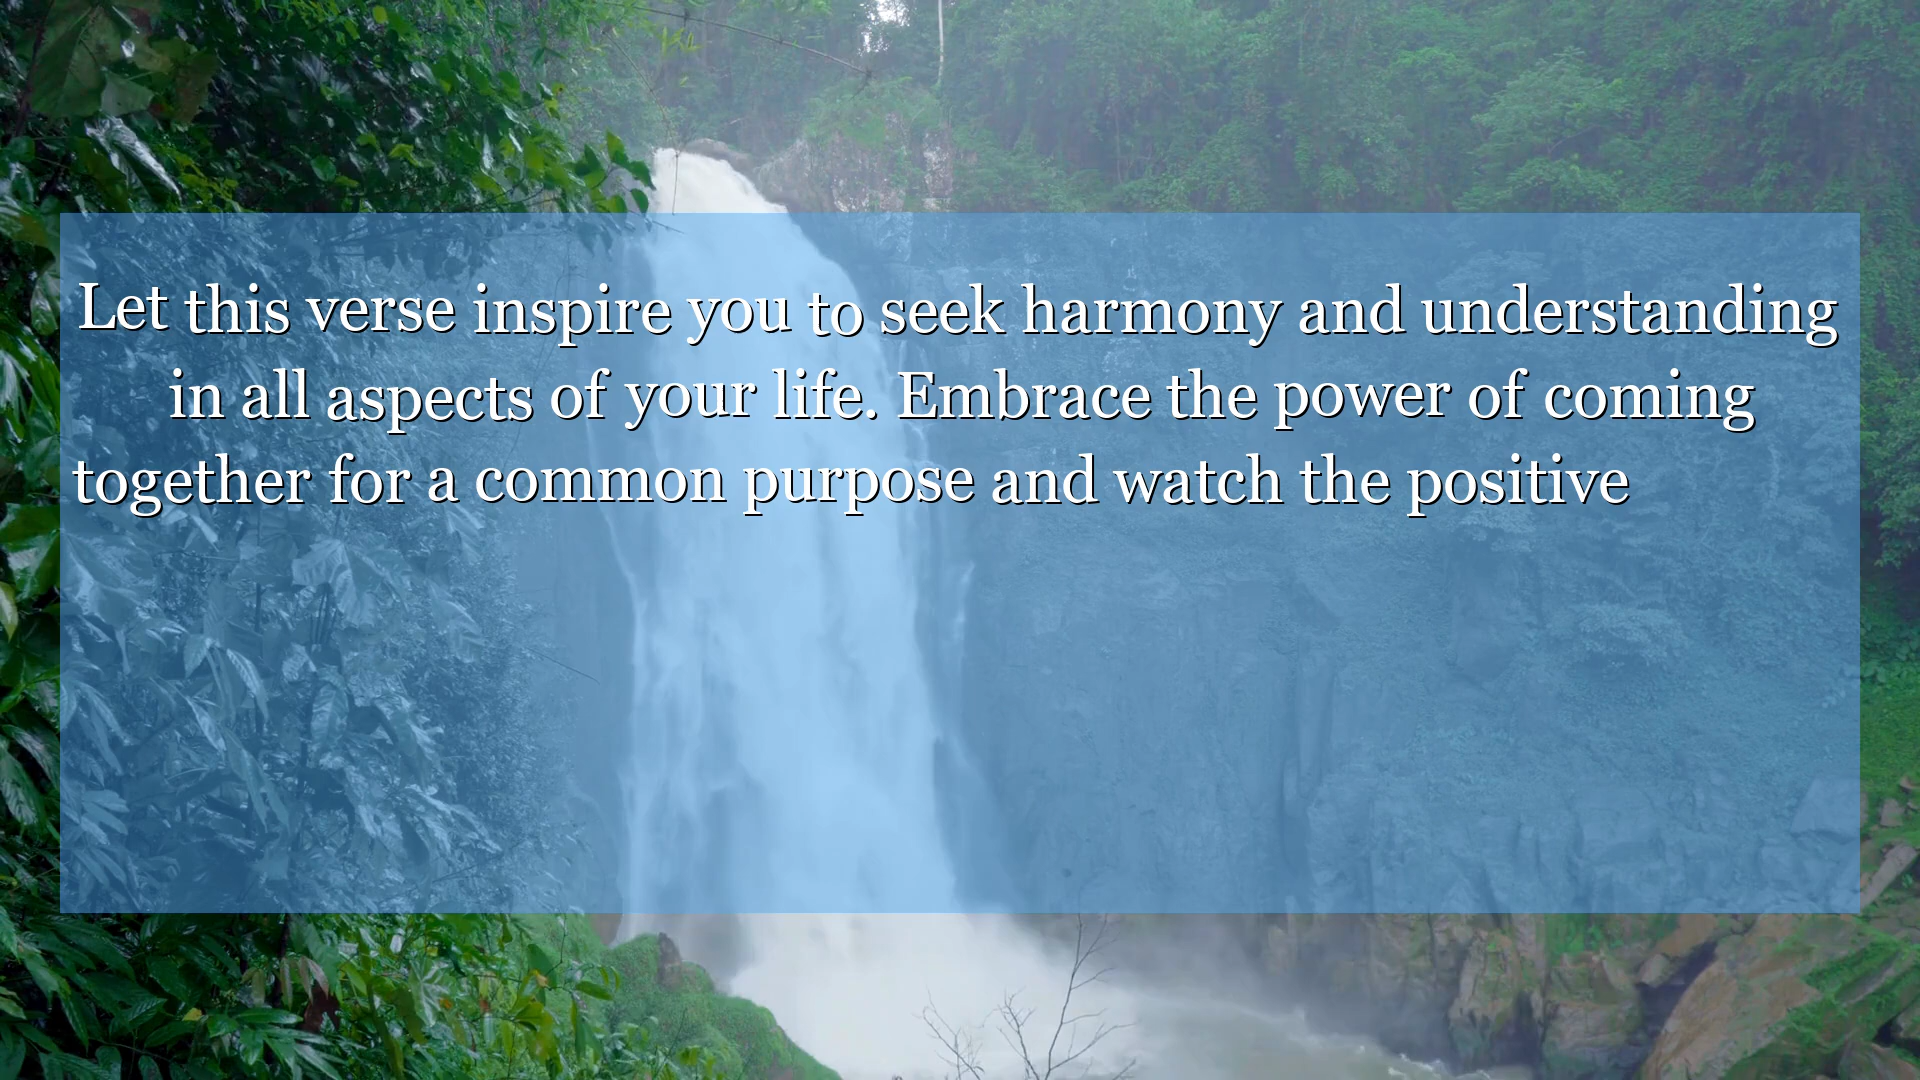 Let this verse inspire you to seek harmony and understanding
in all aspects of your life. Embrace the power of coming
together for a common purpose and watch the positive